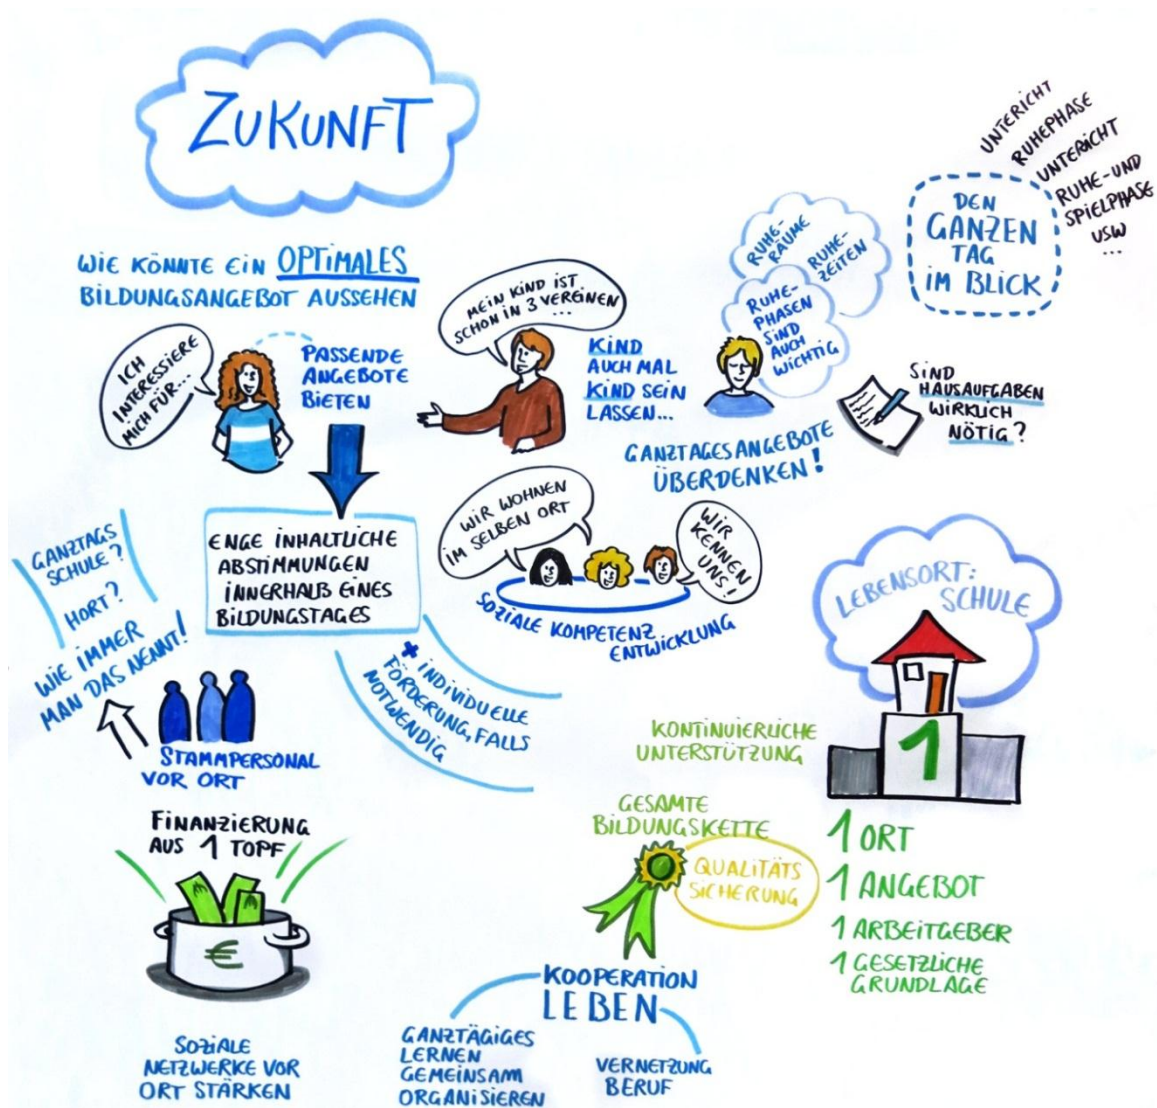 ZUKUNFT
WIE KÖNNTE EIN OPTIMALES
BILDUNGSANGEBOT AUSSEHEN
ICH
INTERESSIERE
MICH FÜR...
PASSENDE
ANGEBOTE
BIETEN
MEIN KIND IST
SCHON IN 3 VEREINEN
...
KIND
AUCH MAL
KIND SEIN
LASSEN...
RUHE-
RÄUME
RUHE-
ZEITEN
RUHE-
PHASEN
SIND
AUCH
WICHTIG
DEN
GANZEN
TAG
IM BLICK
UNTERICHT
RUHEPHASE
UNTERICHT
RUHE-UND
SPIELPHASE
USW
...
GANZTAGESANGEBOTE
ÜBERDENKEN!
SIND
HAUSAUFGABEN
WIRKLICH
NÖTIG?
ENGE INHALTLICHE
ABSTIMMUNGEN
INNERHALB EINES
BILDUNGSTAGES
+ INDIVIDUELLE
FÖRDERUNG, FALLS
NOTWENDIG
WIR WOHNEN
IM SELBEN ORT
WIR
KENNEN
UNS!
SOZIALE KOMPETENZ
ENTWICKLUNG
GANZTAGS
SCHULE?
HORT?
WIE IMMER
MAN DAS NENNT!
STAMMPERSONAL
VOR ORT
FINANZIERUNG
AUS 1 TOPF
€
SOZIALE
NETZWERKE VOR
ORT STÄRKEN
LEBENSORT:
SCHULE
1
KONTINUIERLICHE
UNTERSTÜTZUNG
GESAMTE
BILDUNGSKETTE
QUALITÄTS
SICHERUNG
1 ORT
1 ANGEBOT
1 ARBEITGEBER
1 GESETZLICHE
GRUNDLAGE
KOOPERATION
LEBEN
GANZTÄGIGES
LERNEN
GEMEINSAM
ORGANISIEREN
VERNETZUNG
BERUF